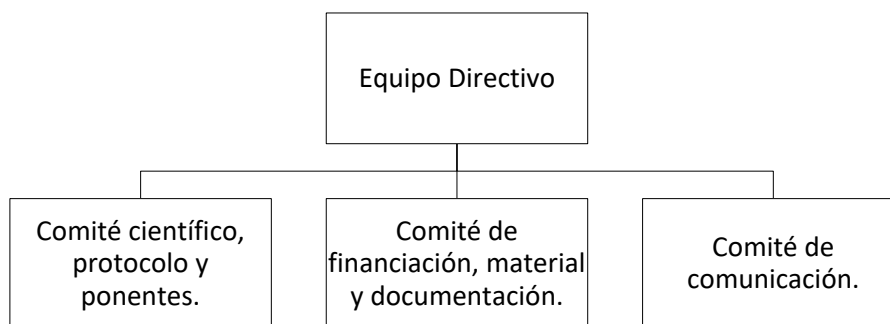 Equipo Directivo
Comité científico,
protocolo y
ponentes.
Comité de
financiación, material
y documentación.
Comité de
comunicación.